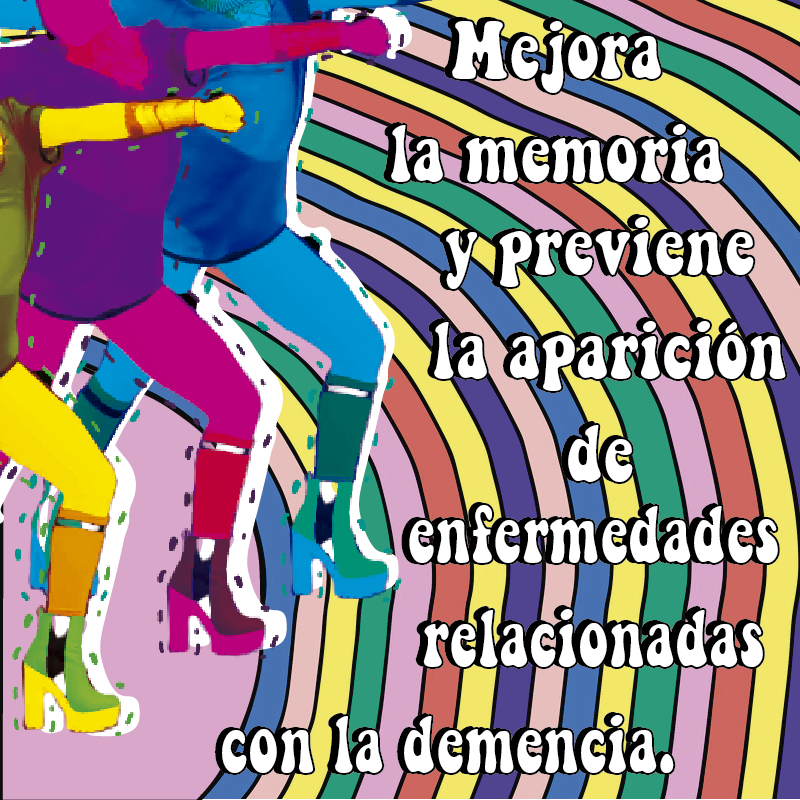 Mejora
la memoria
y previene
la aparición
de
enfermedades
relacionadas
con la demencia.